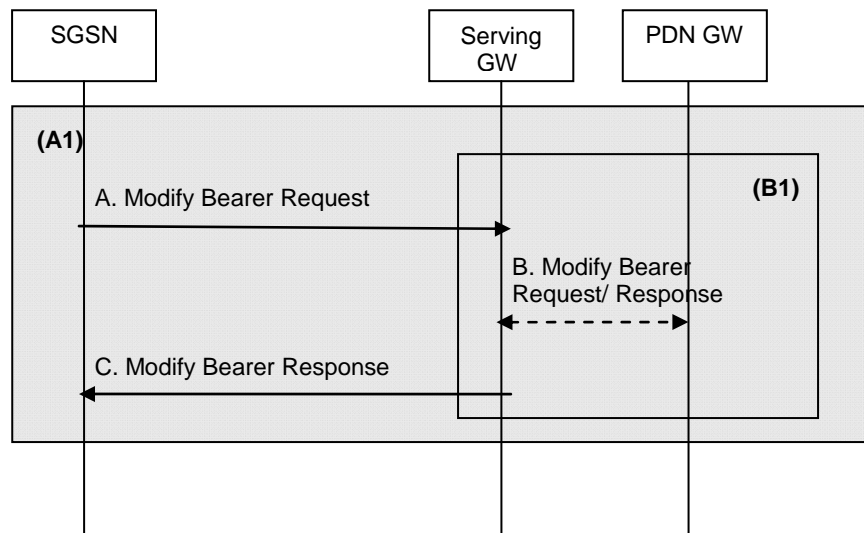 SGSN
Serving
GW
PDN GW
(A1)
(B1)
A. Modify Bearer Request
B. Modify Bearer
Request/ Response
C. Modify Bearer Response